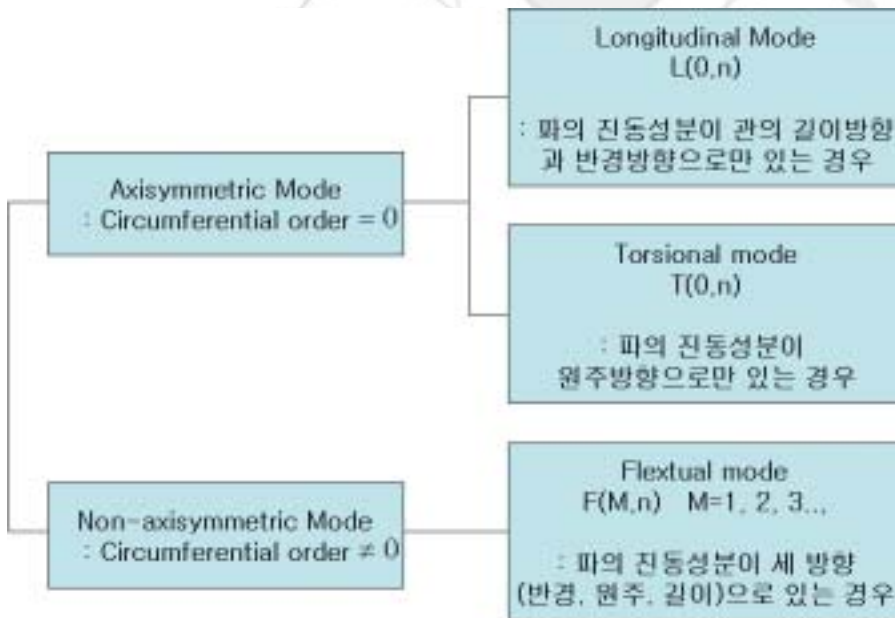 Longitudinal Mode
L(0,n)
: 파의 진동성분이 관의 길이방향
과 반경방향으로만 있는 경우
Axisymmetric Mode
: Circumferential order = 0
Torsional mode
T(0,n)
: 파의 진동성분이
원주방향으로만 있는 경우
Non-axisymmetric Mode
: Circumferential order ≠ 0
Flextual mode
F(M,n) M=1, 2, 3..,
: 파의 진동성분이 세 방향
(반경, 원주, 길이)으로 있는 경우